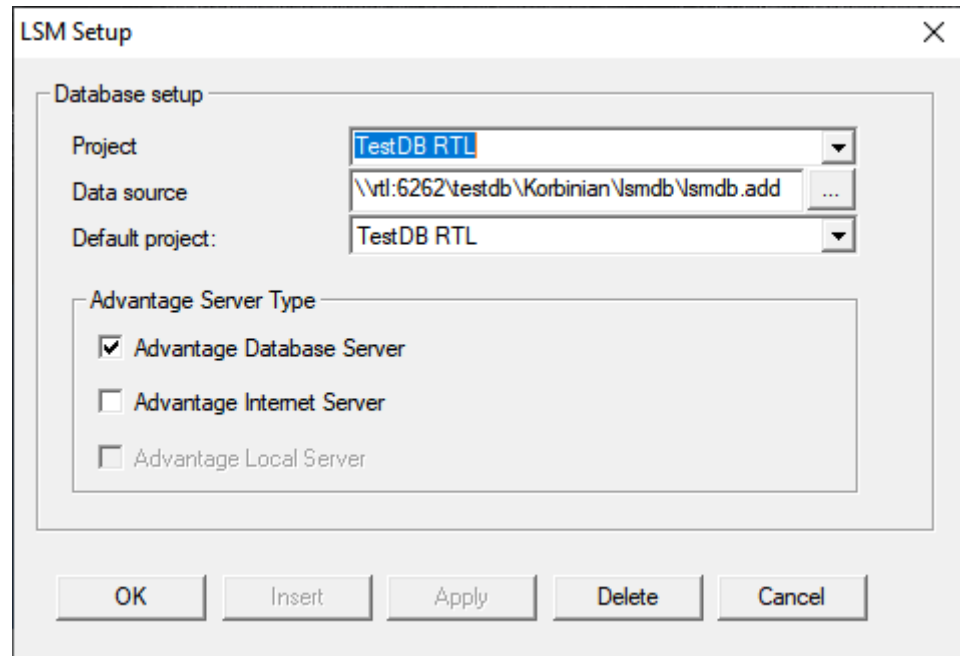 LSM Setup
Database setup
Project TestDB RTL
Data source \\rtl:6262\testdb\Korbinian\lsmdb\lsmdb.add ...
Default project: TestDB RTL
Advantage Server Type
Advantage Database Server
Advantage Internet Server
Advantage Local Server
OK Insert Apply Delete Cancel